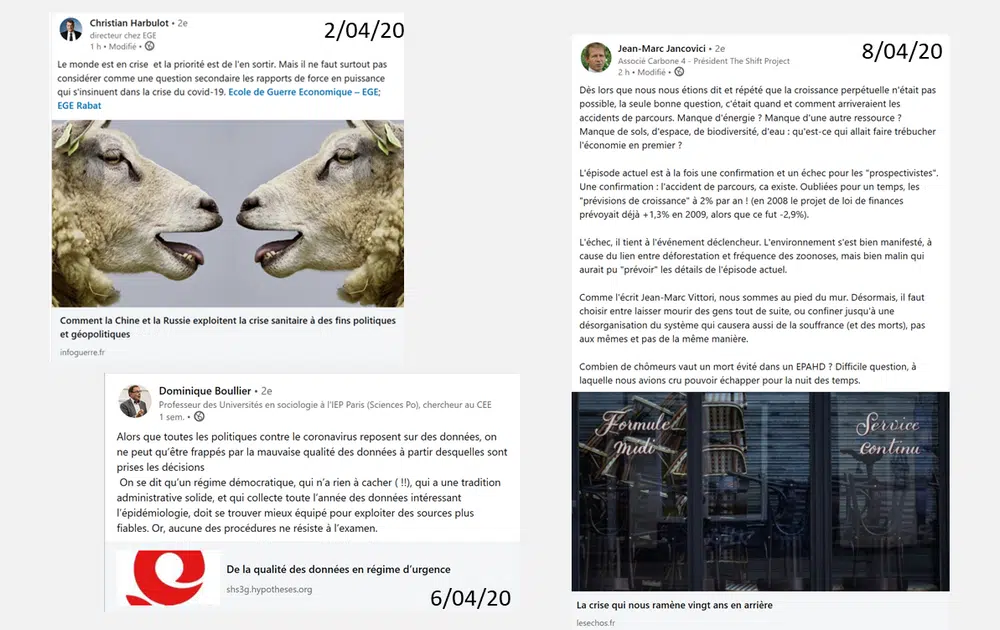 Christian Harbulot • 2e
directeur chez EGE
1 h • Modifié •
2/04/20
Le monde est en crise et la priorité est de l'en sortir. Mais il ne faut surtout pas
considérer comme une question secondaire les rapports de force en puissance
qui s'insinuent dans la crise du covid-19. Ecole de Guerre Economique – EGE;
EGE Rabat
Comment la Chine et la Russie exploitent la crise sanitaire à des fins politiques
et géopolitiques
infoguerre.fr
Dominique Boullier • 2e
Professeur des Universités en sociologie à l'IEP Paris (Sciences Po), chercheur au CEE
1 sem. •
Alors que toutes les politiques contre le coronavirus reposent sur des données, on
ne peut qu'être frappés par la mauvaise qualité des données à partir desquelles sont
prises les décisions
On se dit qu'un régime démocratique, qui n'a rien à cacher ( !!), qui a une tradition
administrative solide, et qui collecte toute l'année des données intéressant
l'épidémiologie, doit se trouver mieux équipé pour exploiter des sources plus
fiables. Or, aucune des procédures ne résiste à l'examen.
De la qualité des données en régime d'urgence
shs3g.hypotheses.org
6/04/20
Jean-Marc Jancovici • 2e
Associé Carbone 4 - Président The Shift Project
2 h • Modifié •
8/04/20
Dès lors que nous nous étions dit et répété que la croissance perpétuelle n'était pas
possible, la seule bonne question, c'était quand et comment arriveraient les
accidents de parcours. Manque d'énergie ? Manque d'une autre ressource ?
Manque de sols, d'espace, de biodiversité, d'eau : qu'est-ce qui allait faire trébucher
l'économie en premier ?
L'épisode actuel est à la fois une confirmation et un échec pour les "prospectivistes".
Une confirmation : l'accident de parcours, ca existe. Oubliées pour un temps, les
"prévisions de croissance" à 2% par an ! (en 2008 le projet de loi de finances
prévoyait déjà +1,3% en 2009, alors que ce fut -2,9%).
L'échec, il tient à l'événement déclencheur. L'environnement s'est bien manifesté, à
cause du lien entre déforestation et fréquence des zoonoses, mais bien malin qui
aurait pu "prévoir" les détails de l'épisode actuel.
Comme l'écrit Jean-Marc Vittori, nous sommes au pied du mur. Désormais, il faut
choisir entre laisser mourir des gens tout de suite, ou confiner jusqu'à une
désorganisation du système qui causera aussi de la souffrance (et des morts), pas
aux mêmes et pas de la même manière.
Combien de chômeurs vaut un mort évité dans un EPAHD ? Difficile question, à
laquelle nous avions cru pouvoir échapper pour la nuit des temps.
Formule
midi
Service
continu
La crise qui nous ramène vingt ans en arrière
lesechos.fr